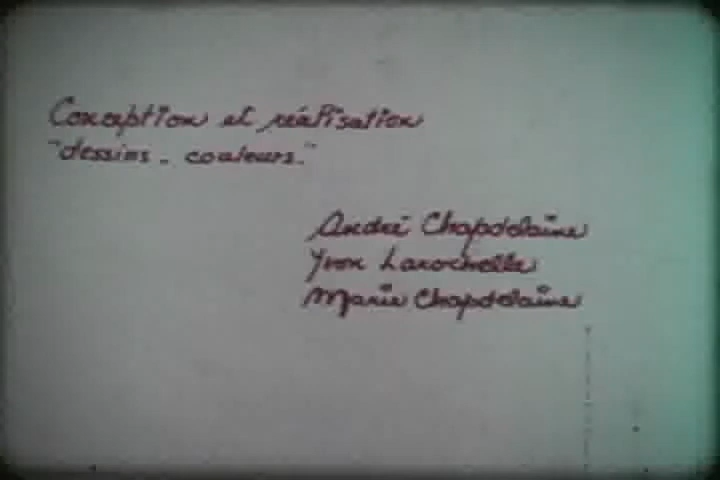 Conception et réalisation
"dessins - couleurs."
André Chapdelaine
Yvon Larochelle
Marie Chapdelaine